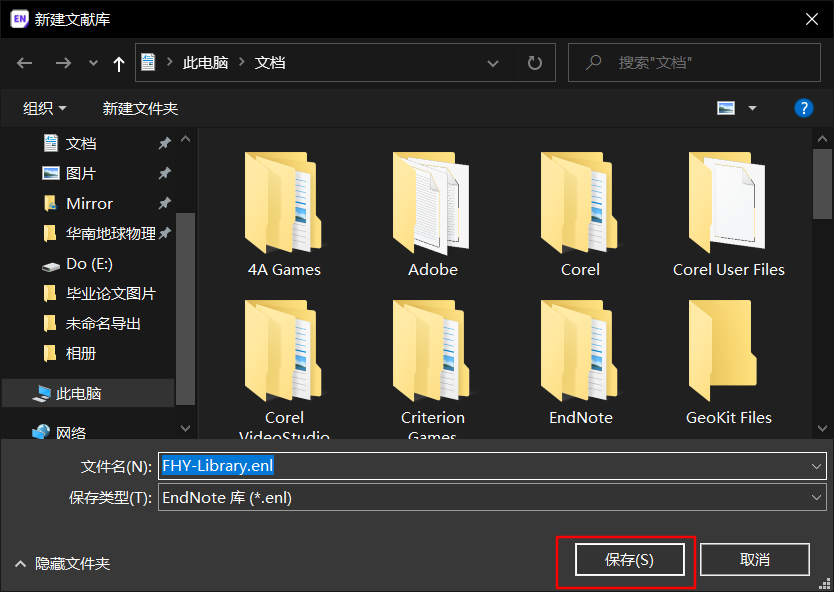 EN 新建文献库
此电脑 > 文档
搜索"文档"
组织
新建文件夹
?
文档
图片
Mirror
华南地球物理
Do (E:)
毕业论文图片
未命名导出
相册
此电脑
网络
4A Games
Adobe
Corel
Corel User Files
Corel
VideoStudio
Criterion
Games
EndNote
GeoKit Files
文件名(N):
FHY-Library.enl
保存类型(T):
EndNote 库 (*.enl)
隐藏文件夹
保存(S)
取消